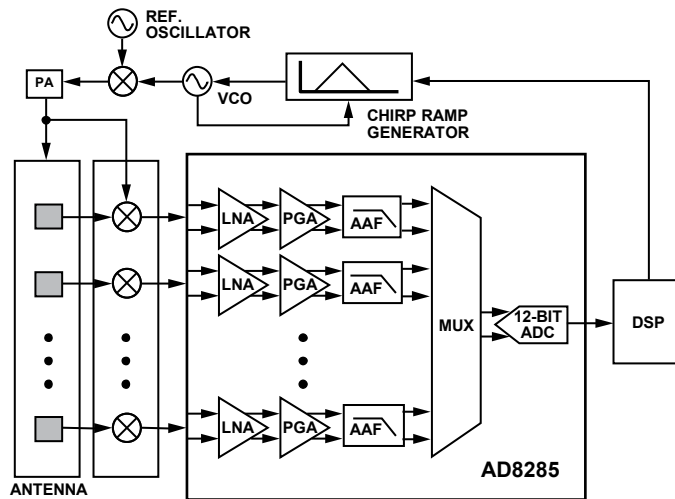 REF.
OSCILLATOR
PA
VCO
CHIRP RAMP
GENERATOR
LNA
PGA
AAF
LNA
PGA
AAF
MUX
12-BIT
ADC
DSP
LNA
PGA
AAF
AD8285
ANTENNA